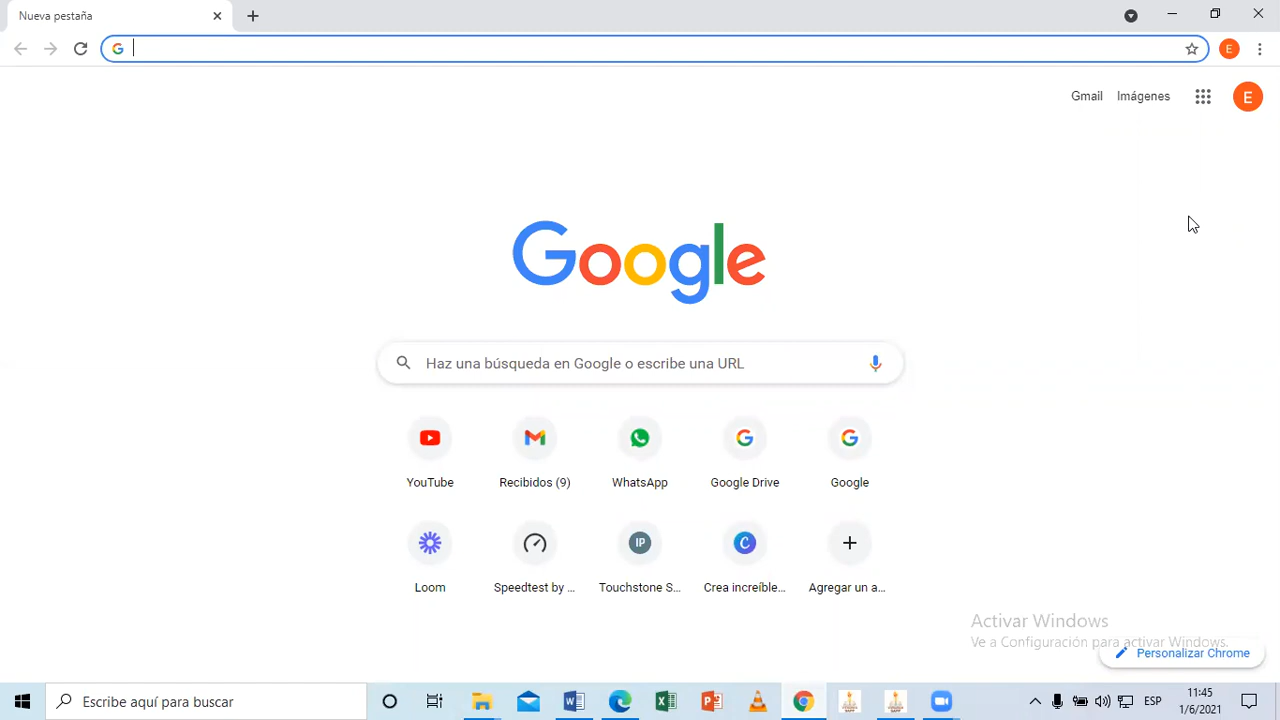 Nueva pestaña
E
Gmail
Imágenes
E
Google
Haz una búsqueda en Google o escribe una URL
YouTube
Recibidos (9)
WhatsApp
Google Drive
Google
IP
Loom
Speedtest by ...
Touchstone S...
Crea increíble...
Agregar un a...
Activar Windows
Ve a Configuración para activar Windows.
Personalizar Chrome
Escribe aquí para buscar
ESP
11:45
1/6/2021